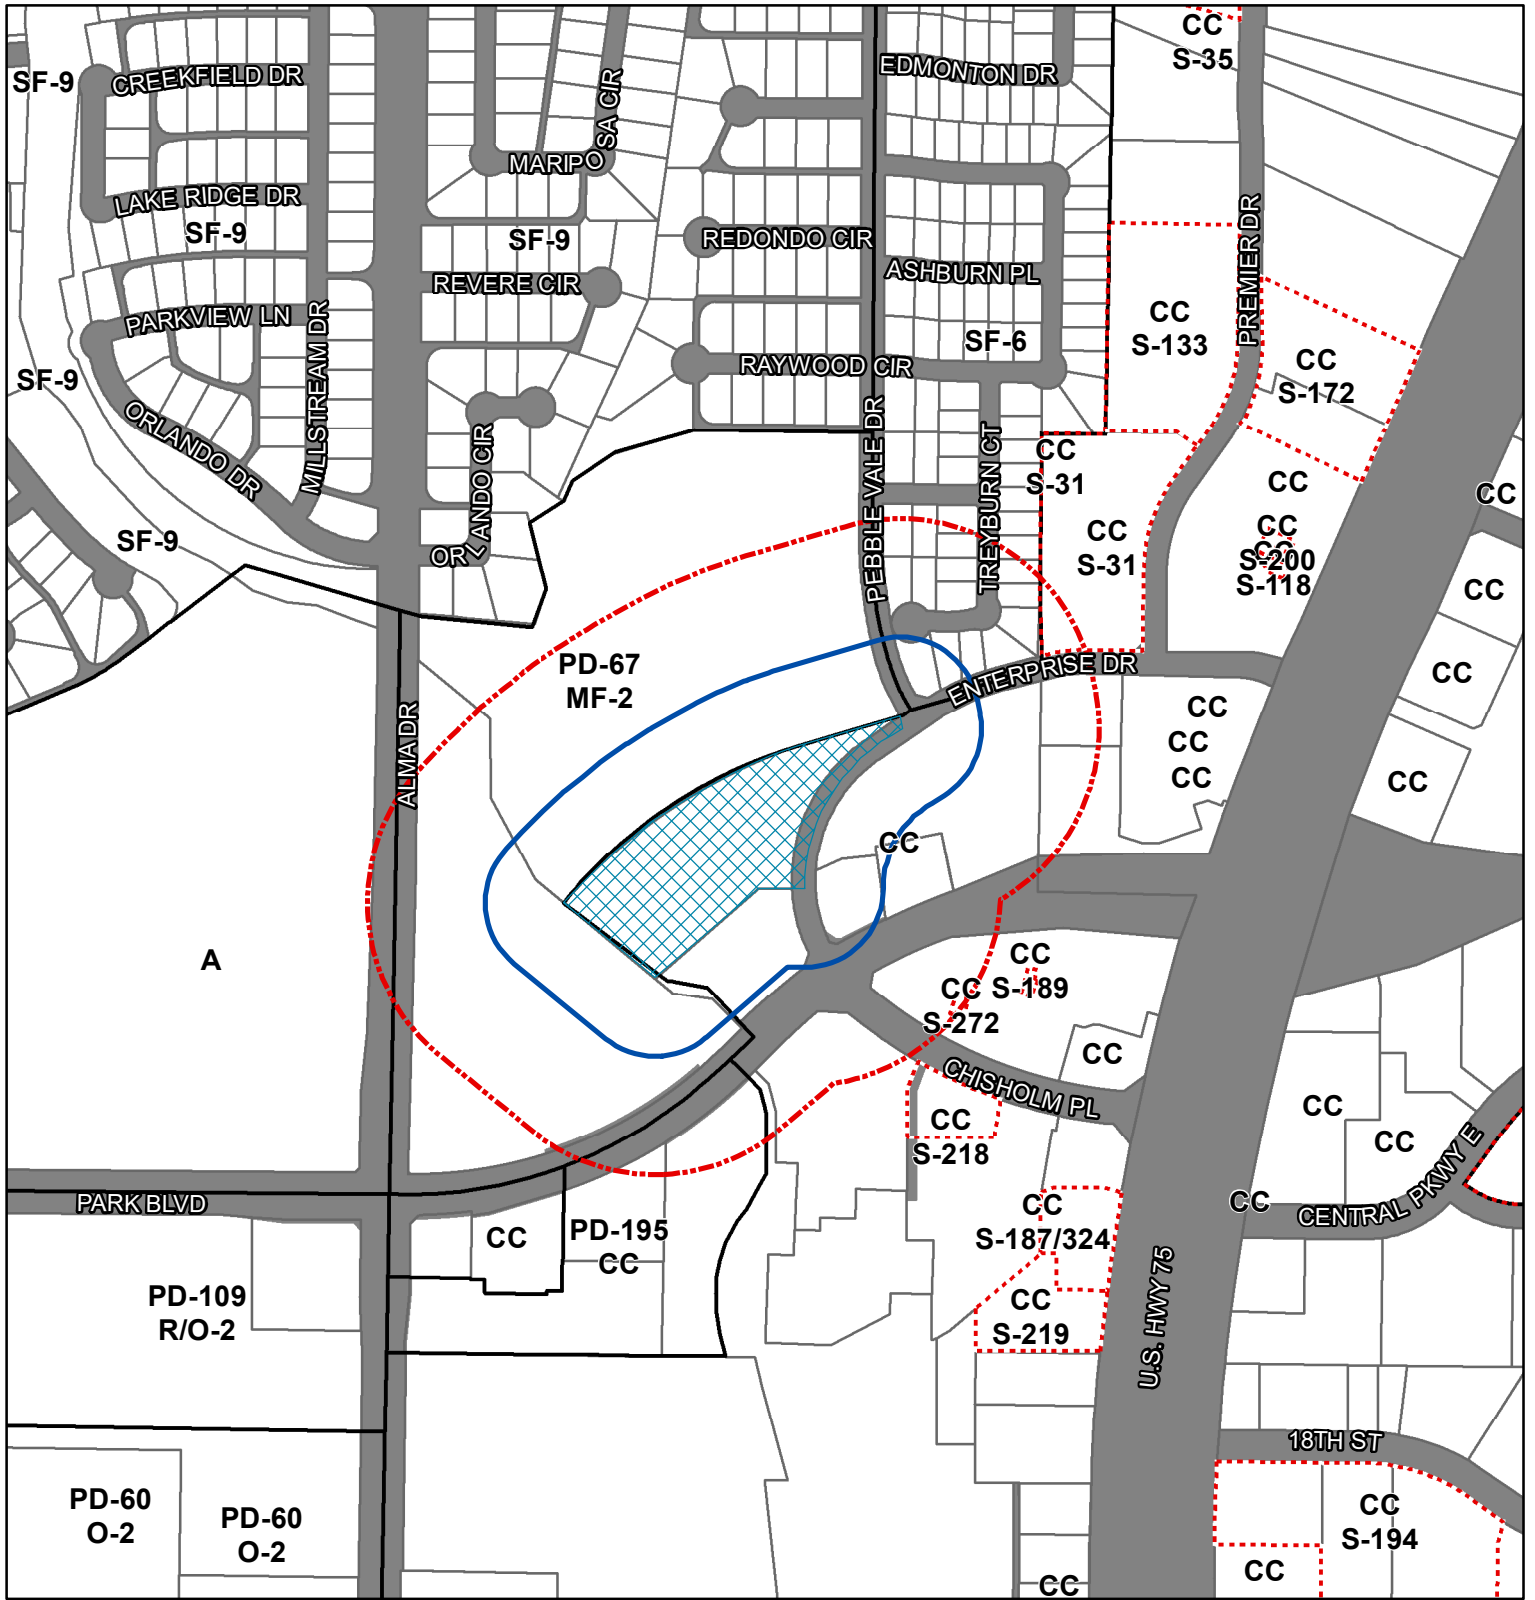 CC
S-35
EDMONTON DR
SF-9
CREEKFIELD DR
MARIPOSA CIR
LAKE RIDGE DR
SF-9
SF-9
REDONDO CIR
PREMIER DR
REVERE CIR
ASHBURN PL
PARKVIEW LN
CC
S-133
SF-6
SF-9
MILLSTREAM DR
RAYWOOD CIR
CC
S-172
ORLANDO DR
ORLANDO CIR
PEBBLE VALE DR
TREYBURN CT
CC
S-31
CC
CC
SF-9
CC
S-31
CC
CC
S-200
S-118
CC
PD-67
MF-2
ENTERPRISE DR
CC
ALMA DR
CC
CC
CC
CC
CC
A
CC
S-189
CC
S-272
CC
CHISHOLM PL
CC
S-218
CC
CC
CENTRAL PKWY E
CC
PARK BLVD
CC
PD-195
CC
CC
S-187/324
PD-109
R/O-2
CC
S-219
U.S. HWY 75
18TH ST
PD-60
O-2
PD-60
O-2
CC
S-194
CC
CC